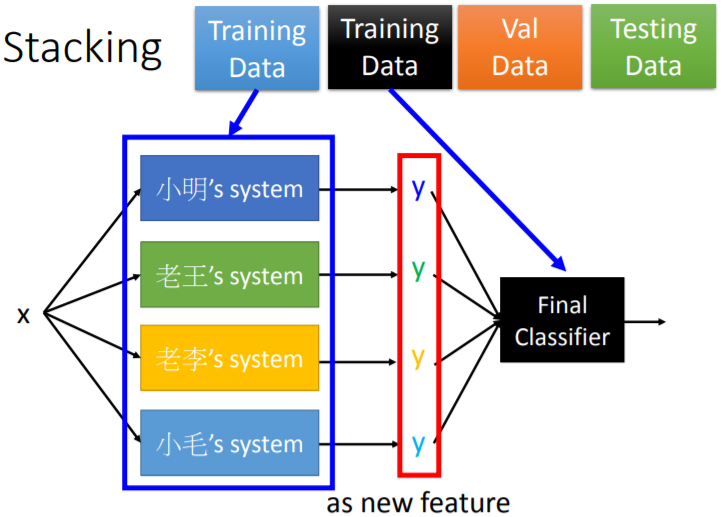 Stacking
Training
Data
Training
Data
Val
Data
Testing
Data
小明's system
老王's system
老李's system
小毛's system
x
y
y
y
y
Final
Classifier
as new feature